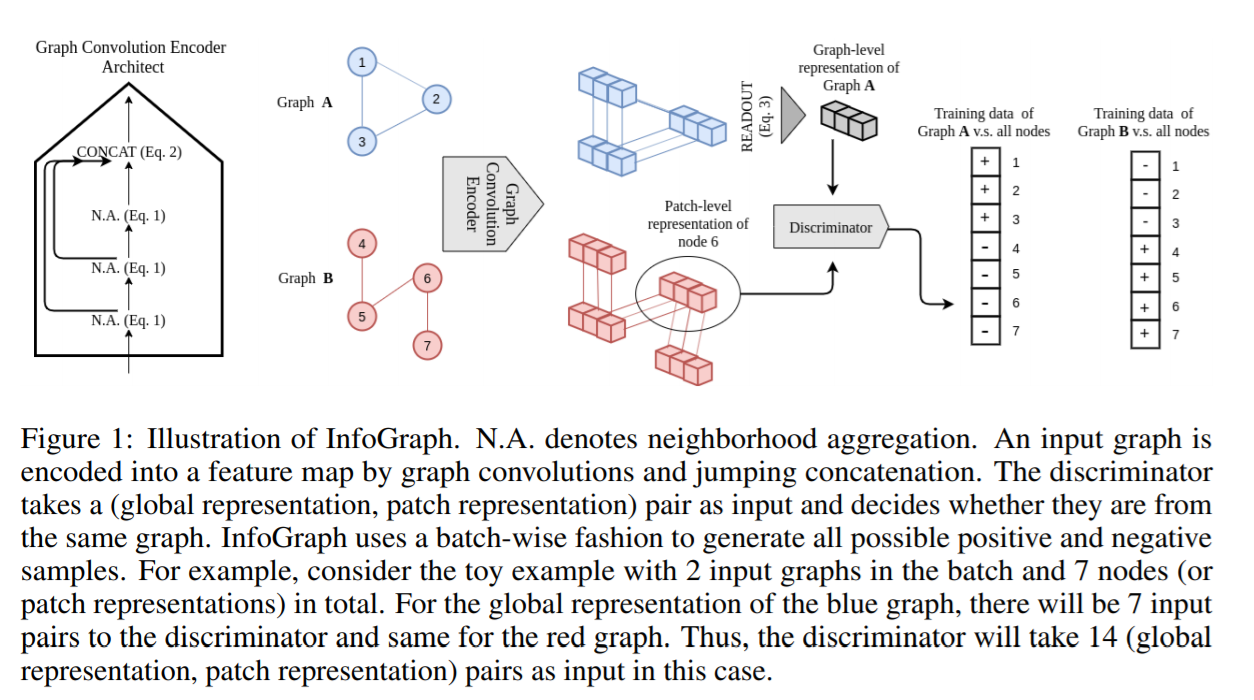 Graph Convolution Encoder
Architect
CONCAT (Eq. 2)
N.A. (Eq. 1)
N.A. (Eq. 1)
N.A. (Eq. 1)
Graph A
1
2
3
Graph B
4
5
6
7
Graph
Convolution
Encoder
READOUT
(Eq. 3)
Graph-level
representation of
Graph A
Patch-level
representation of
node 6
Discriminator
Training data of
Graph A v.s. all nodes
+ 1
+ 2
+ 3
- 4
- 5
- 6
- 7
Training data of
Graph B v.s. all nodes
- 1
- 2
- 3
+ 4
+ 5
+ 6
+ 7
Figure 1: Illustration of InfoGraph. N.A. denotes neighborhood aggregation. An input graph is
encoded into a feature map by graph convolutions and jumping concatenation. The discriminator
takes a (global representation, patch representation) pair as input and decides whether they are from
the same graph. InfoGraph uses a batch-wise fashion to generate all possible positive and negative
samples. For example, consider the toy example with 2 input graphs in the batch and 7 nodes (or
patch representations) in total. For the global representation of the blue graph, there will be 7 input
pairs to the discriminator and same for the red graph. Thus, the discriminator will take 14 (global
representation, patch representation) pairs as input in this case.